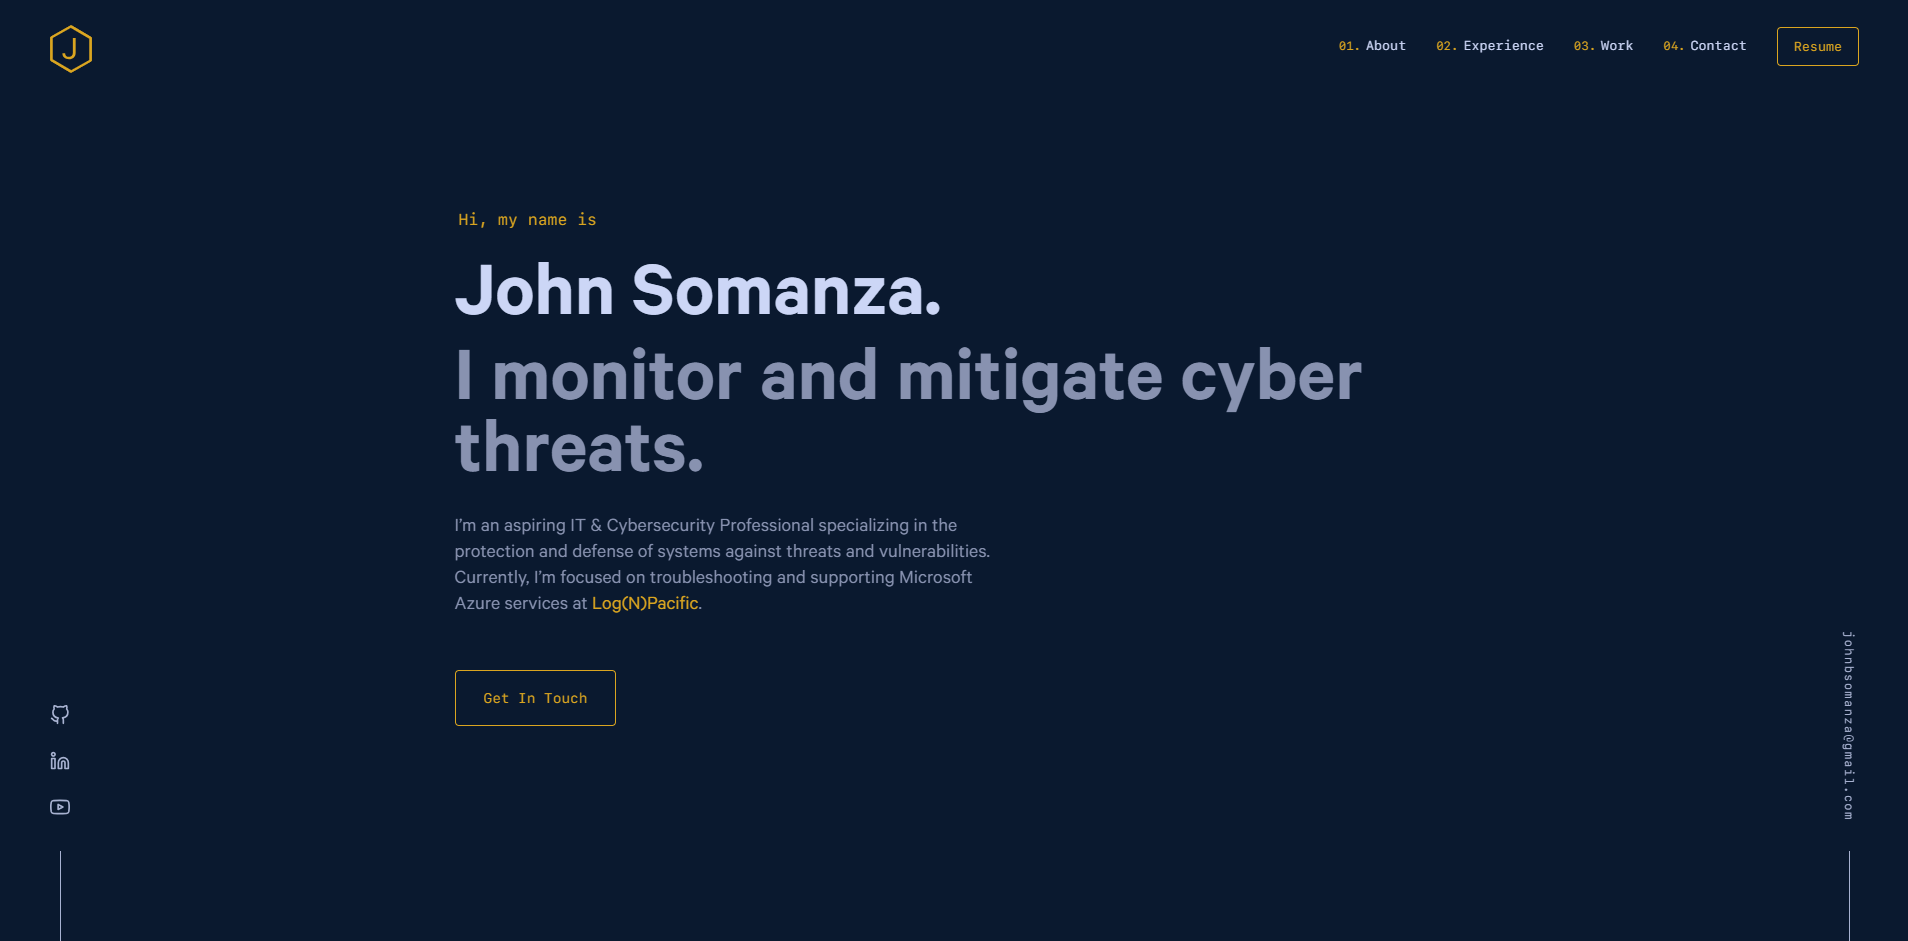 J
01. About 02. Experience 03. Work 04. Contact Resume
Hi, my name is
John Somanza.
I monitor and mitigate cyber
threats.
I'm an aspiring IT & Cybersecurity Professional specializing in the
protection and defense of systems against threats and vulnerabilities.
Currently, I'm focused on troubleshooting and supporting Microsoft
Azure services at Log(N)Pacific.
Get In Touch
johnbsomanza@gmail.com